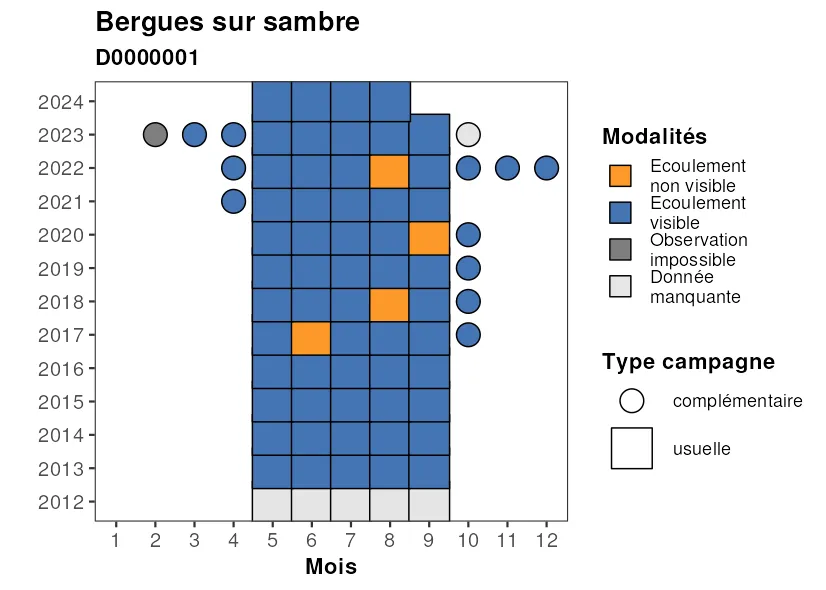 Bergues sur sambre
D0000001
2024
2023
2022
2021
2020
2019
2018
2017
2016
2015
2014
2013
2012
1 2 3 4 5 6 7 8 9 10 11 12
Mois
Modalités
Ecoulement
non visible
Ecoulement
visible
Observation
impossible
Donnée
manquante
Type campagne
complémentaire
usuelle